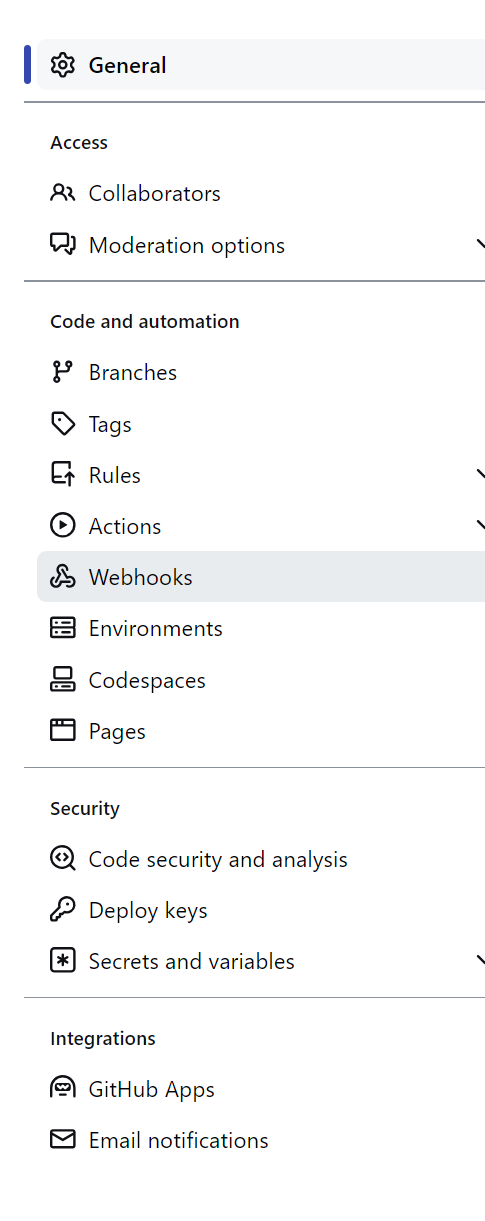 General
Access
Collaborators
Moderation options
Code and automation
Branches
Tags
Rules
Actions
Webhooks
Environments
Codespaces
Pages
Security
Code security and analysis
Deploy keys
Secrets and variables
Integrations
GitHub Apps
Email notifications